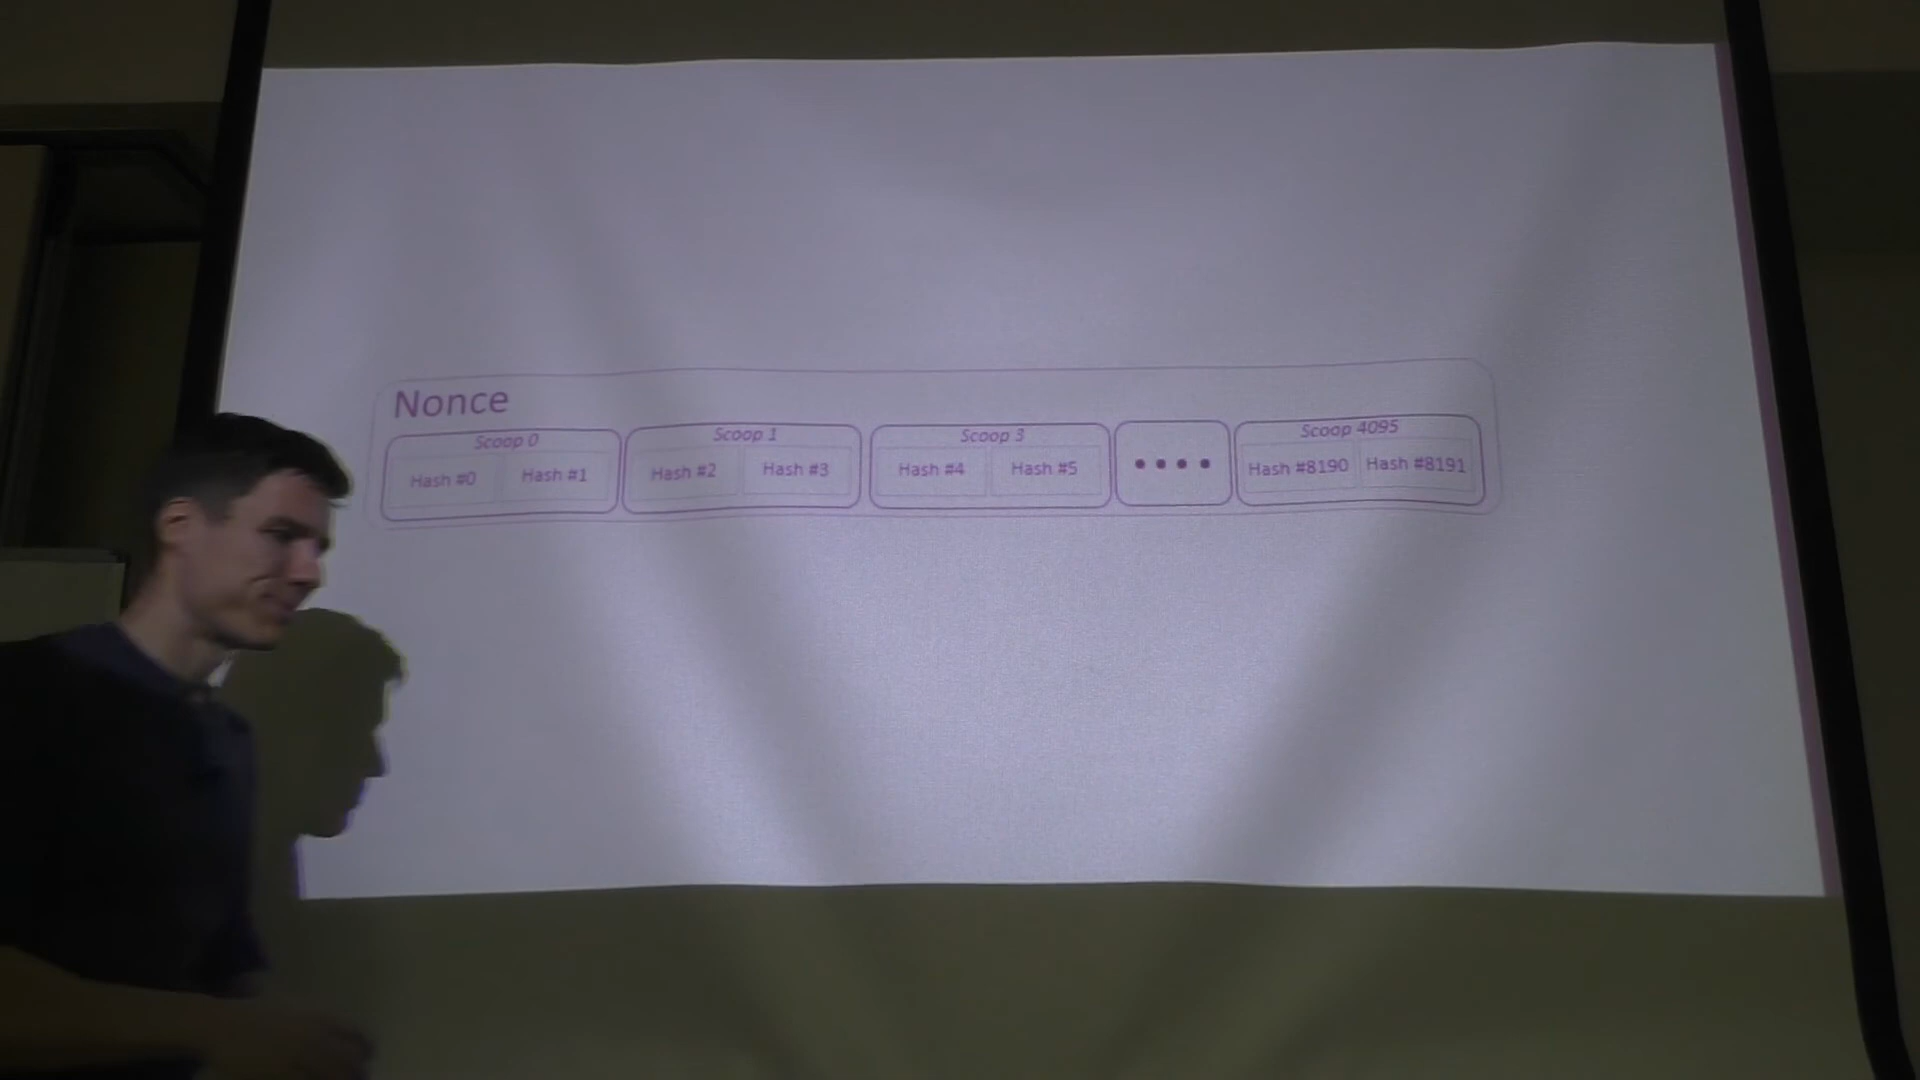 Nonce
Scoop 0 Scoop 1 Scoop 3 Scoop 4095
Hash #0 Hash #1 Hash #2 Hash #3 Hash #4 Hash #5 • • • • Hash #8190 Hash #8191